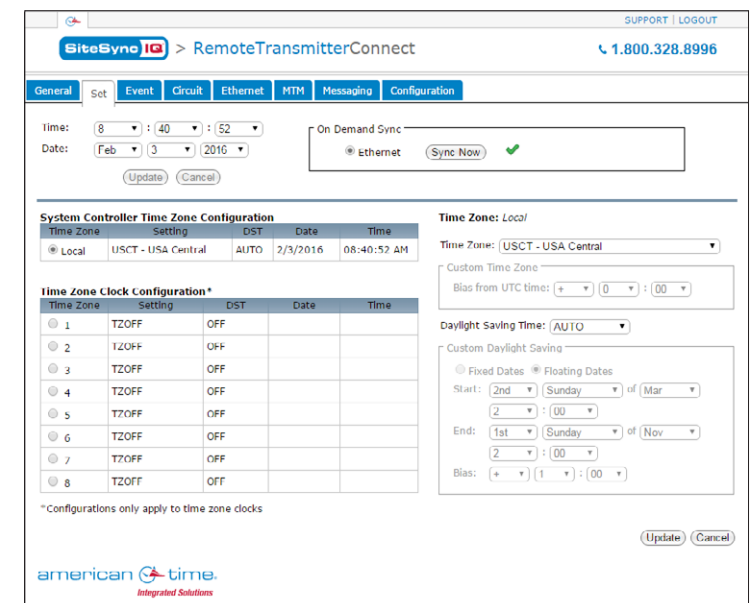 SUPPORT | LOGOUT
SiteSync IQ > RemoteTransmitterConnect
1.800.328.8996
General Set Event Circuit Ethernet MTM Messaging Configuration
Time: 8 : 40 : 52
Date: Feb 3 2016
Update Cancel
On Demand Sync
Ethernet Sync Now
System Controller Time Zone Configuration
Time Zone Setting DST Date Time
Local USCT - USA Central AUTO 2/3/2016 08:40:52 AM
Time Zone Clock Configuration*
Time Zone Setting DST Date Time
1 TZOFF OFF
2 TZOFF OFF
3 TZOFF OFF
4 TZOFF OFF
5 TZOFF OFF
6 TZOFF OFF
7 TZOFF OFF
8 TZOFF OFF
*Configurations only apply to time zone clocks
Time Zone: Local
Time Zone: USCT - USA Central
Custom Time Zone
Bias from UTC time: + 0 : 00
Daylight Saving Time: AUTO
Custom Daylight Saving
Fixed Dates Floating Dates
Start: 2nd Sunday of Mar
2 : 00
End: 1st Sunday of Nov
2 : 00
Bias: + 1 : 00
Update Cancel
american time
Integrated Solutions